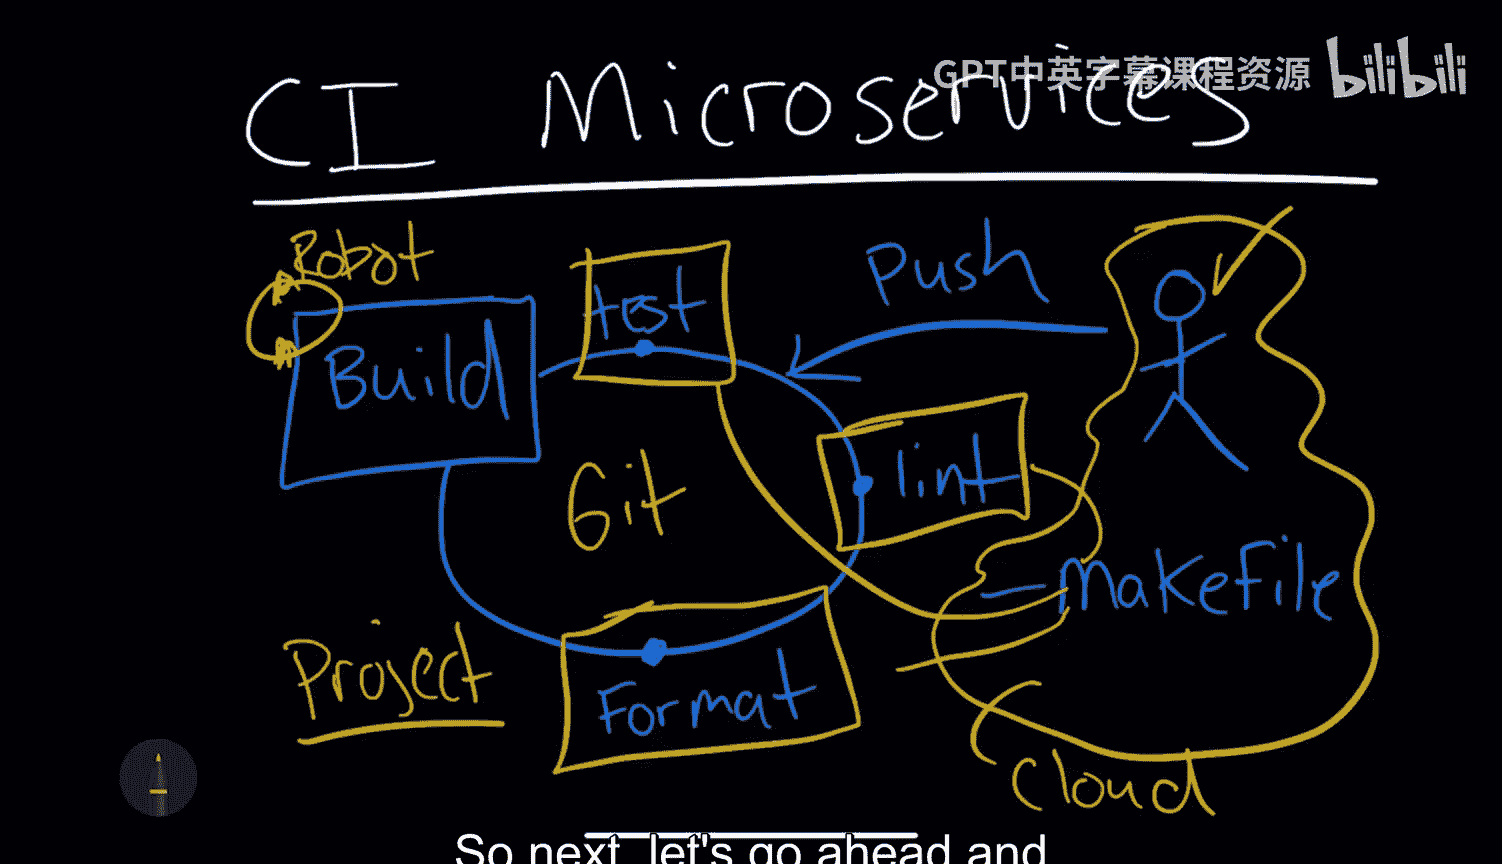 GPT中英字幕课程资源 bilibili
CI Microservices
Robot
test
Push
Build
lint
Git
Makefile
Project
Format
Cloud
So next, let's go ahead and